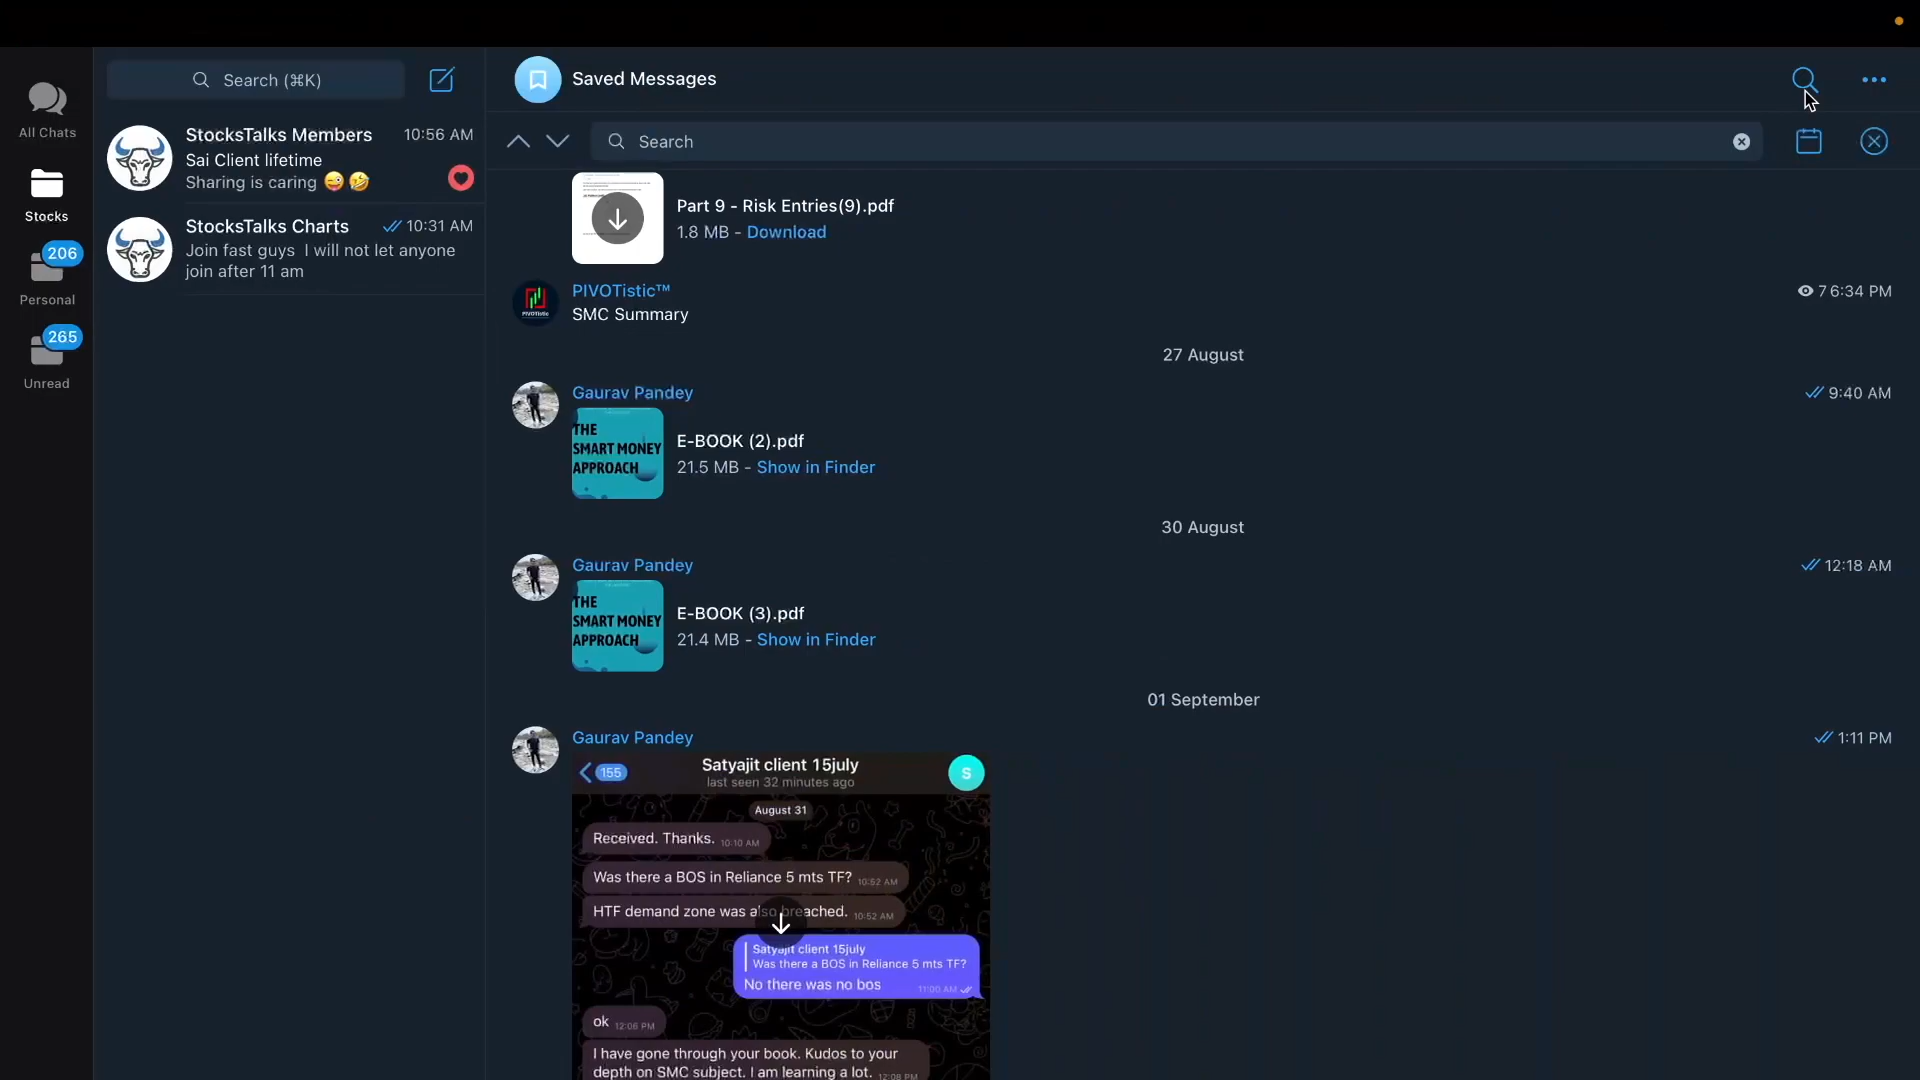 All Chats
Stocks
206
Personal
265
Unread
Search (⌘K)
StocksTalks Members 10:56 AM
Sai Client lifetime
Sharing is caring 😜🤣
StocksTalks Charts 10:31 AM
Join fast guys I will not let anyone
join after 11 am
Saved Messages
Search
Part 9 - Risk Entries(9).pdf
1.8 MB - Download
PIVOTistic™ 7 6:34 PM
PIVOTistic
SMC Summary
27 August
Gaurav Pandey 9:40 AM
THE
SMART MONEY
APPROACH
E-BOOK (2).pdf
21.5 MB - Show in Finder
30 August
Gaurav Pandey 12:18 AM
THE
SMART MONEY
APPROACH
E-BOOK (3).pdf
21.4 MB - Show in Finder
01 September
Gaurav Pandey 1:11 PM
155 Satyajit client 15july S
last seen 32 minutes ago
August 31
Received. Thanks. 10:10 AM
Was there a BOS in Reliance 5 mts TF? 10:52 AM
HTF demand zone was also breached. 10:52 AM
Satyajit client 15july
Was there a BOS in Reliance 5 mts TF?
No there was no bos 11:00 AM
ok 12:06 PM
I have gone through your book. Kudos to your
depth on SMC subject. I am learning a lot. 12:08 PM